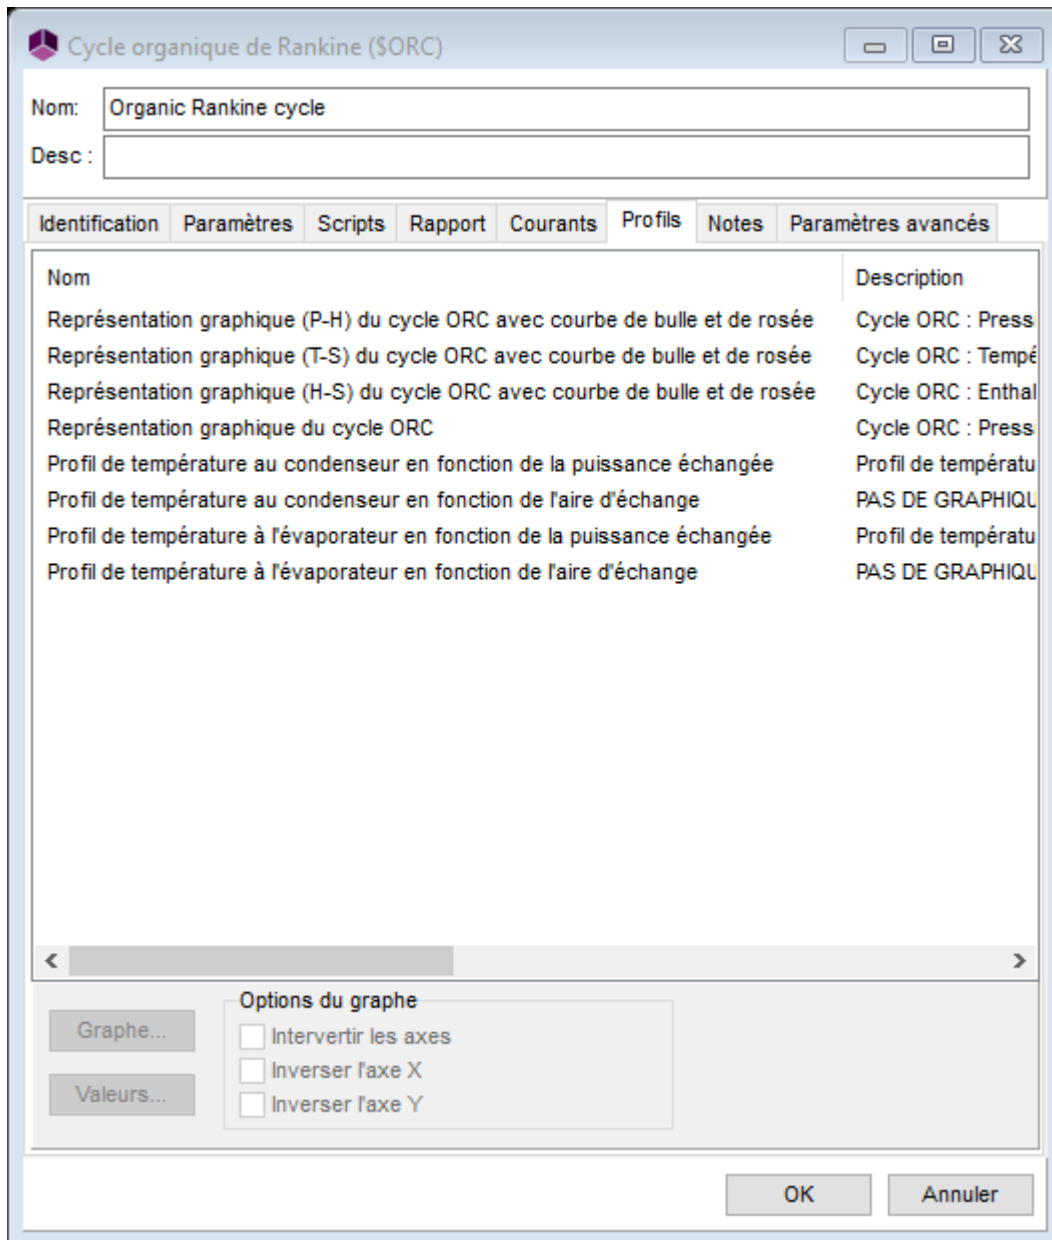 Cycle organique de Rankine ($ORC)
Nom: Organic Rankine cycle
Desc :
Identification Paramètres Scripts Rapport Courants Profils Notes Paramètres avancés
Nom Description
Représentation graphique (P-H) du cycle ORC avec courbe de bulle et de rosée Cycle ORC : Pressi
Représentation graphique (T-S) du cycle ORC avec courbe de bulle et de rosée Cycle ORC : Tempé
Représentation graphique (H-S) du cycle ORC avec courbe de bulle et de rosée Cycle ORC : Enthal
Représentation graphique du cycle ORC Cycle ORC : Pressi
Profil de température au condenseur en fonction de la puissance échangée Profil de températu
Profil de température au condenseur en fonction de l'aire d'échange PAS DE GRAPHIQU
Profil de température à l'évaporateur en fonction de la puissance échangée Profil de températu
Profil de température à l'évaporateur en fonction de l'aire d'échange PAS DE GRAPHIQU
Options du graphe
Graphe... Intervertir les axes
Inverser l'axe X
Valeurs... Inverser l'axe Y
OK Annuler